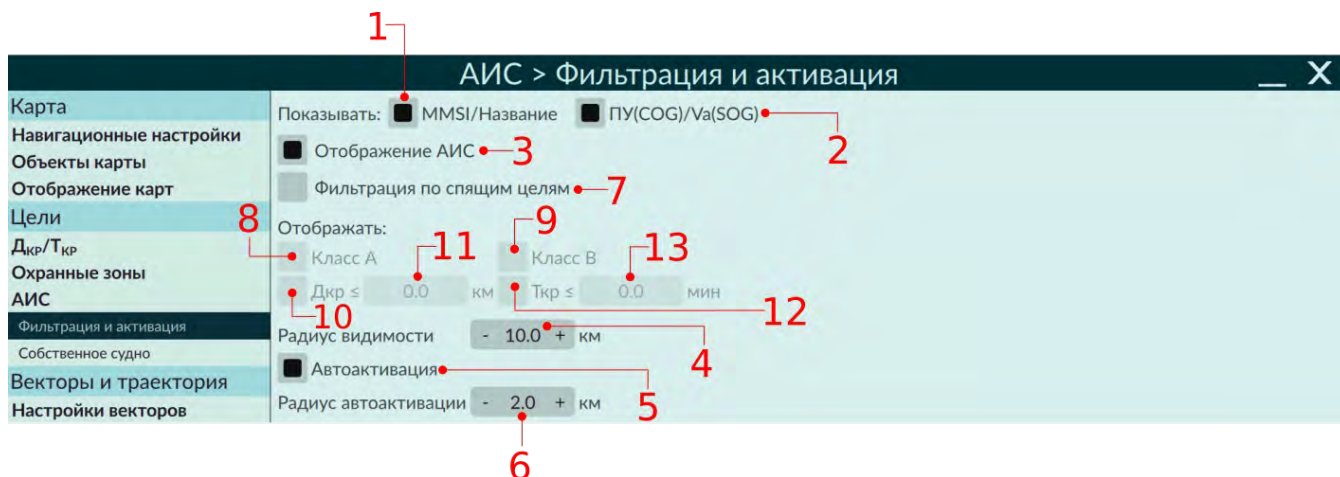 1
АИС > Фильтрация и активация _ X
Карта
Навигационные настройки
Объекты карты
Отображение карт
Цели
ДКР/ТКР
Охранные зоны
АИС
Фильтрация и активация
Собственное судно
Векторы и траектория
Настройки векторов
Показывать: MMSI/Название ПУ(COG)/Va(SOG)
2
Отображение АИС 3
Фильтрация по спящим целям 7
8 9
Отображать:
11 13
Класс A Класс B
Дкр ≤ 0.0 км Ткр ≤ 0.0 мин
10 12
Радиус видимости - 10.0 + км
4
Автоактивация
5
Радиус автоактивации - 2.0 + км
6